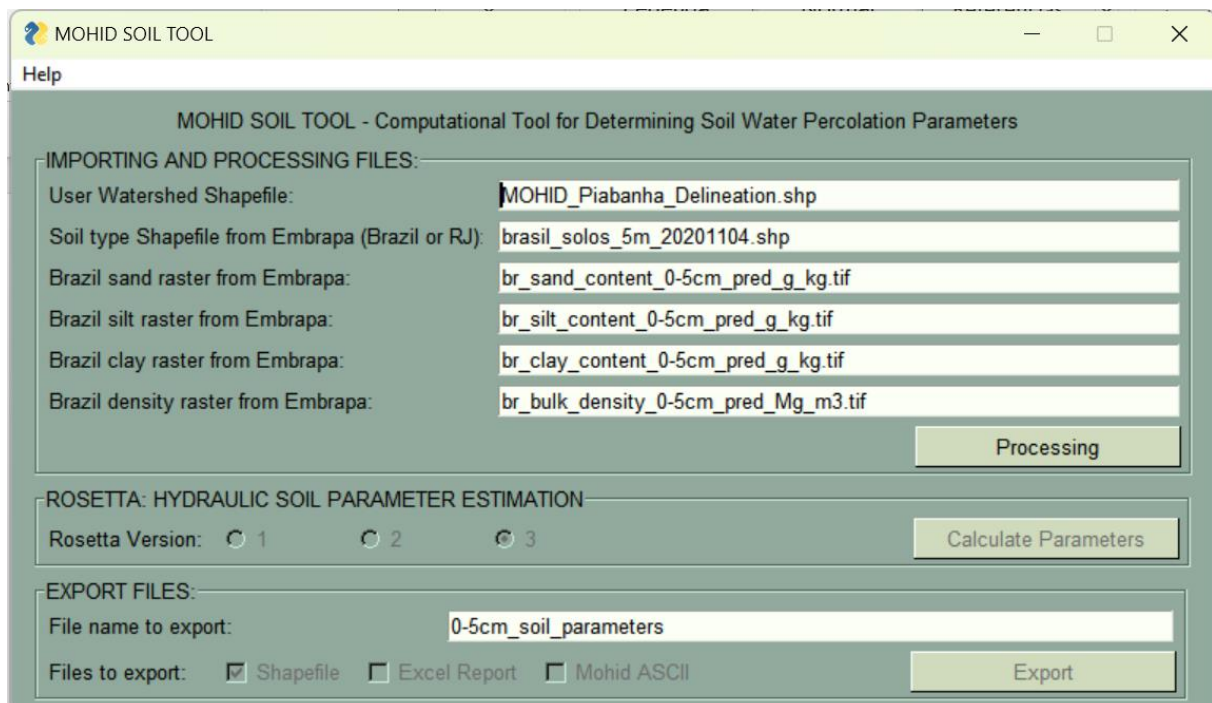 MOHID SOIL TOOL
Help
MOHID SOIL TOOL - Computational Tool for Determining Soil Water Percolation Parameters
IMPORTING AND PROCESSING FILES:
User Watershed Shapefile: MOHID_Piabanha_Delineation.shp
Soil type Shapefile from Embrapa (Brazil or RJ): brasil_solos_5m_20201104.shp
Brazil sand raster from Embrapa: br_sand_content_0-5cm_pred_g_kg.tif
Brazil silt raster from Embrapa: br_silt_content_0-5cm_pred_g_kg.tif
Brazil clay raster from Embrapa: br_clay_content_0-5cm_pred_g_kg.tif
Brazil density raster from Embrapa: br_bulk_density_0-5cm_pred_Mg_m3.tif
Processing
ROSETTA: HYDRAULIC SOIL PARAMETER ESTIMATION
Rosetta Version: 1 2 3 Calculate Parameters
EXPORT FILES:
File name to export: 0-5cm_soil_parameters
Files to export: Shapefile Excel Report Mohid ASCII Export